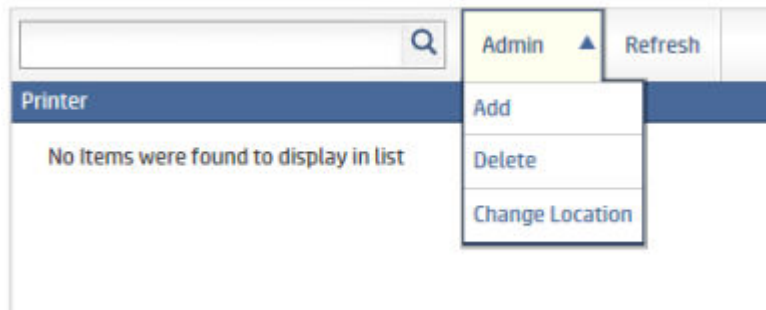 Admin Refresh
Printer
Add
No Items were found to display in list
Delete
Change Location